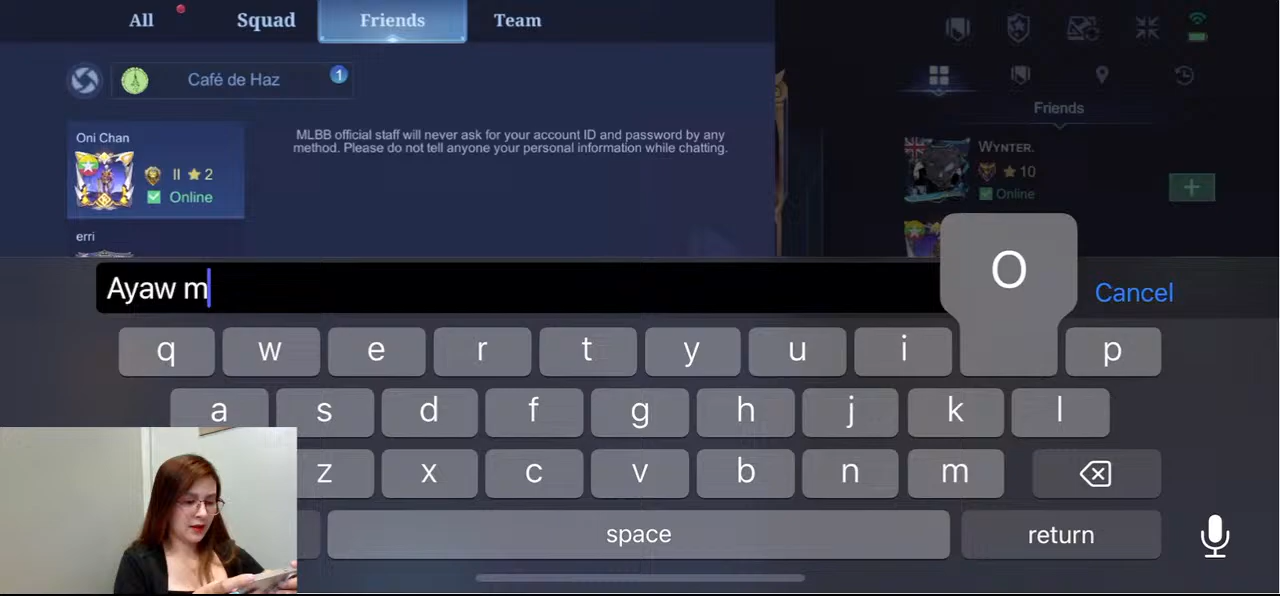 All Squad Friends Team
Café de Haz 1
Friends
Oni Chan
II 2
Online
MLBB official staff will never ask for your account ID and password by any
method. Please do not tell anyone your personal information while chatting.
WYNTER.
10
Online
erri
Ayaw m
O
Cancel
q w e r t y u i p
a s d f g h j k l
z x c v b n m
space return